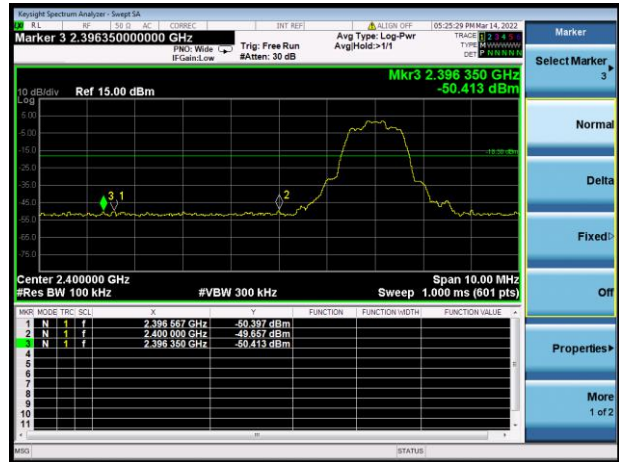 Keysight Spectrum Analyzer - Swept SA
RL RF 50 Ω AC CORREC INT REF ALIGN OFF 05:25:29 PM Mar 14, 2022
Marker 3 2.396350000000 GHz
PNO: Wide
IFGain:Low
Trig: Free Run
#Atten: 30 dB
Avg Type: Log-Pwr
Avg|Hold:>1/1
TRACE 1 2 3 4 5 6
TYPE M WWWWW
DET P N N N N N
Mkr3 2.396 350 GHz
-50.413 dBm
10 dB/div Ref 15.00 dBm
Log
5.00
-5.00
-15.0
-18.30 dBm
-25.0
-35.0
-45.0
3 1
2
-55.0
-65.0
-75.0
Center 2.400000 GHz
Span 10.00 MHz
#Res BW 100 kHz
#VBW 300 kHz
Sweep 1.000 ms (601 pts)
MKR MODE TRC SCL X Y FUNCTION FUNCTION WIDTH FUNCTION VALUE
1 N 1 f 2.396 567 GHz -50.397 dBm
2 N 1 f 2.400 000 GHz -49.657 dBm
3 N 1 f 2.396 350 GHz -50.413 dBm
4
5
6
7
8
9
10
11
MSG
STATUS
Marker
Select Marker
3
Normal
Delta
Fixed
Off
Properties
More
1 of 2